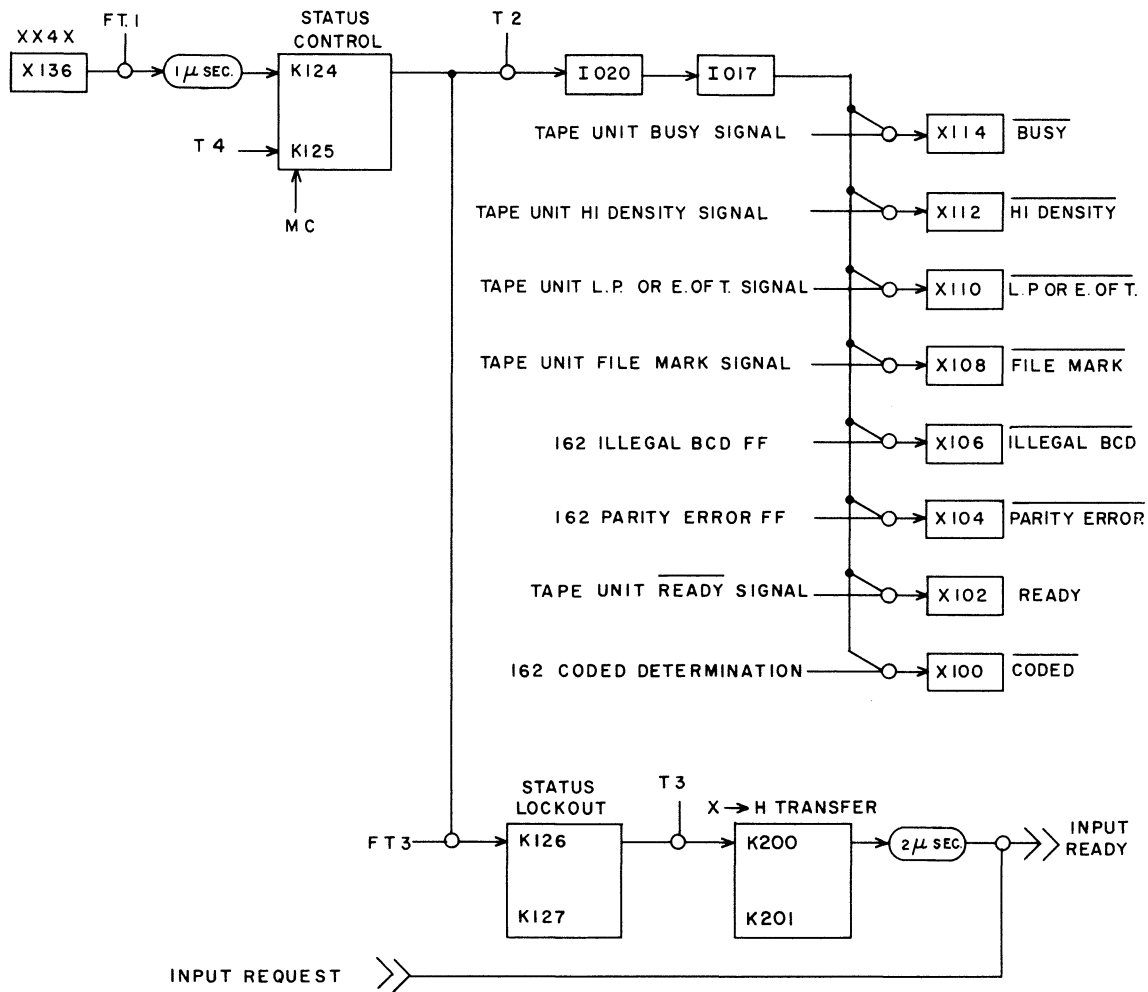 XX4X
FT.1
STATUS
CONTROL
T2
X136
1 μ SEC.
K124
K125
I020
I017
T4
MC
TAPE UNIT BUSY SIGNAL
X114
BUSY
TAPE UNIT HI DENSITY SIGNAL
X112
HI DENSITY
TAPE UNIT L.P. OR E.OF T. SIGNAL
X110
L.P OR E.OF T.
TAPE UNIT FILE MARK SIGNAL
X108
FILE MARK
162 ILLEGAL BCD FF
X106
ILLEGAL BCD
162 PARITY ERROR FF
X104
PARITY ERROR
TAPE UNIT READY SIGNAL
X102
READY
162 CODED DETERMINATION
X100
CODED
STATUS
LOCKOUT
T3
X → H TRANSFER
FT3
K126
K127
K200
K201
2 μ SEC.
INPUT
READY
INPUT REQUEST